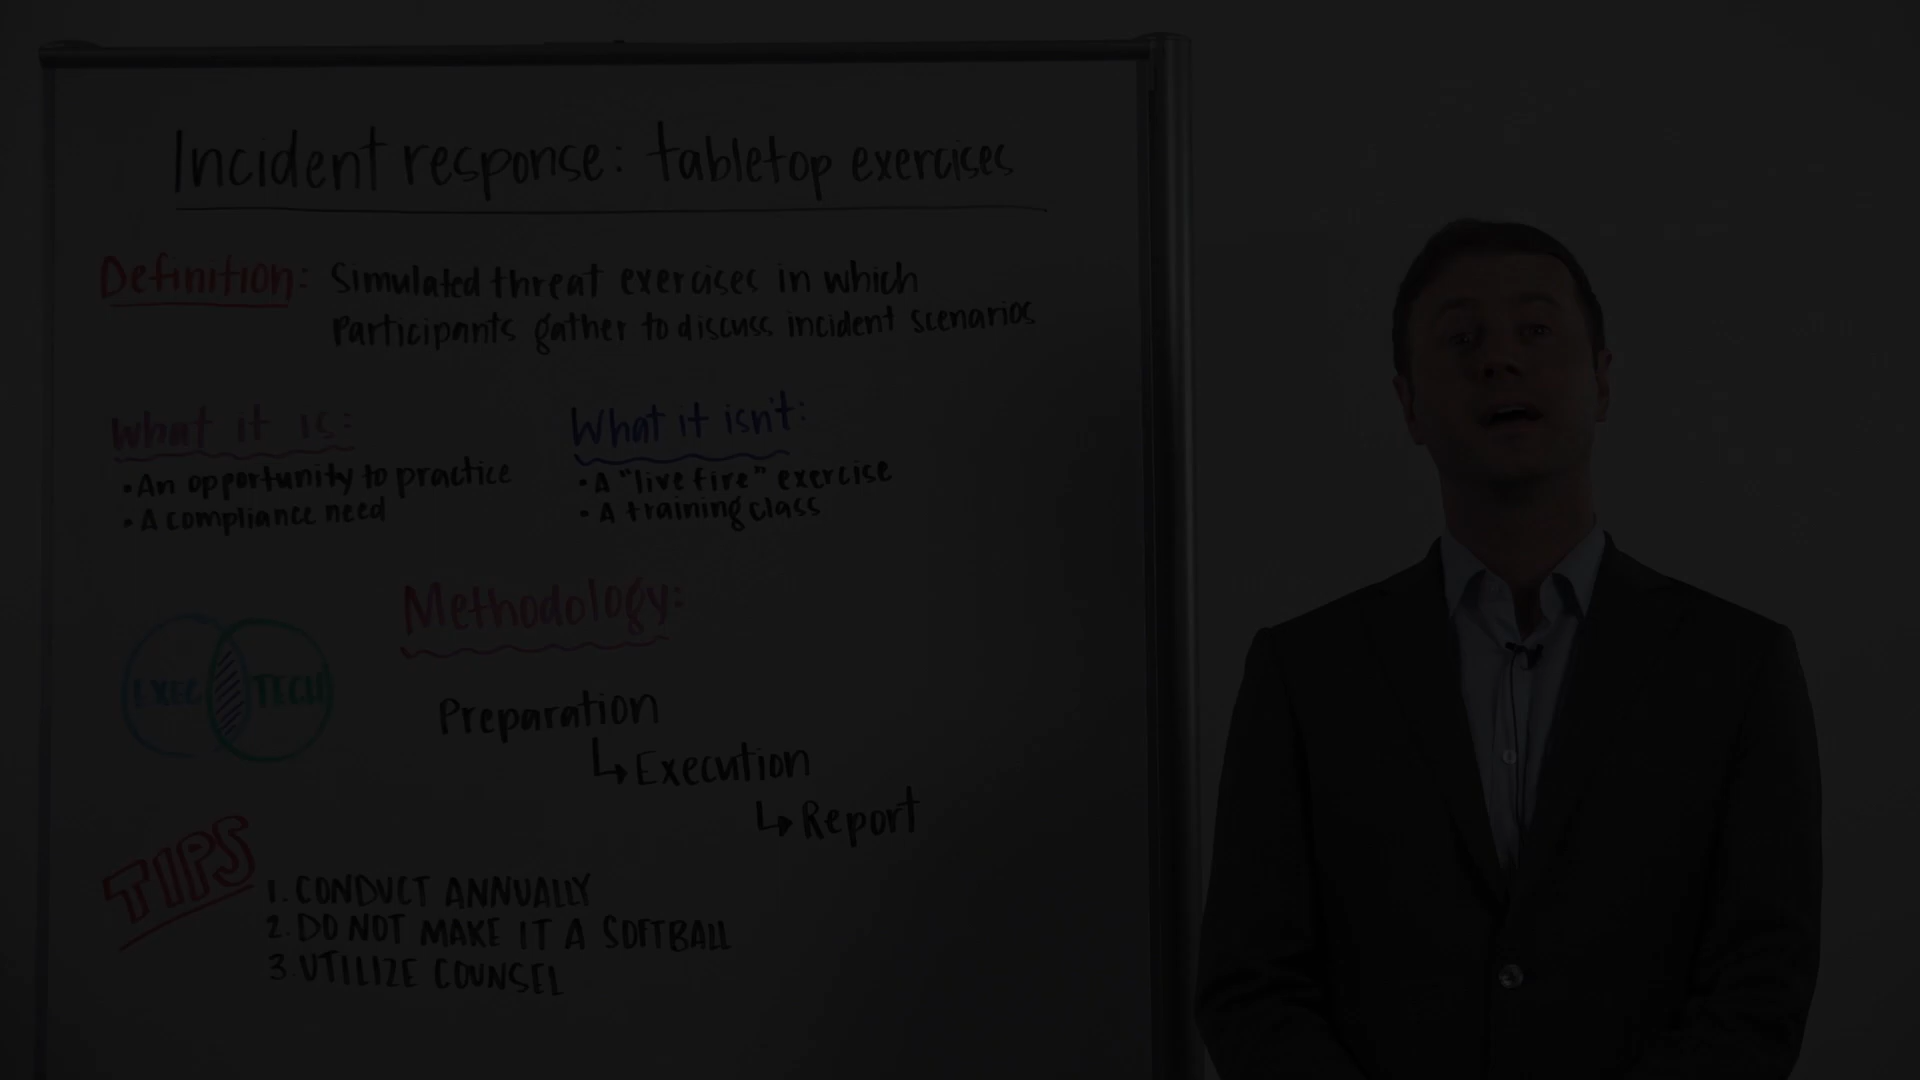 Incident response: tabletop exercises
Definition: Simulated threat exercises in which
Participants gather to discuss incident scenarios
What it is:
• An opportunity to practice
• A compliance need
What it isn't:
• A "live fire" exercise
• A training class
Methodology:
EXEC TECH
Preparation
↳ Execution
↳ Report
TIPS
1. CONDUCT ANNUALLY
2. DO NOT MAKE IT A SOFTBALL
3. UTILIZE COUNSEL